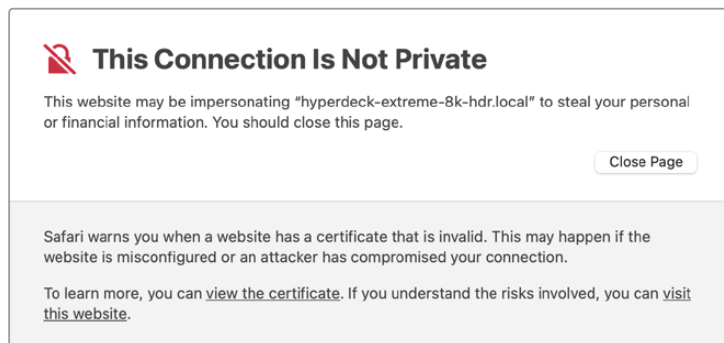 This Connection Is Not Private
This website may be impersonating “hyperdeck-extreme-8k-hdr.local” to steal your personal
or financial information. You should close this page.
Close Page
Safari warns you when a website has a certificate that is invalid. This may happen if the
website is misconfigured or an attacker has compromised your connection.
To learn more, you can view the certificate. If you understand the risks involved, you can visit
this website.